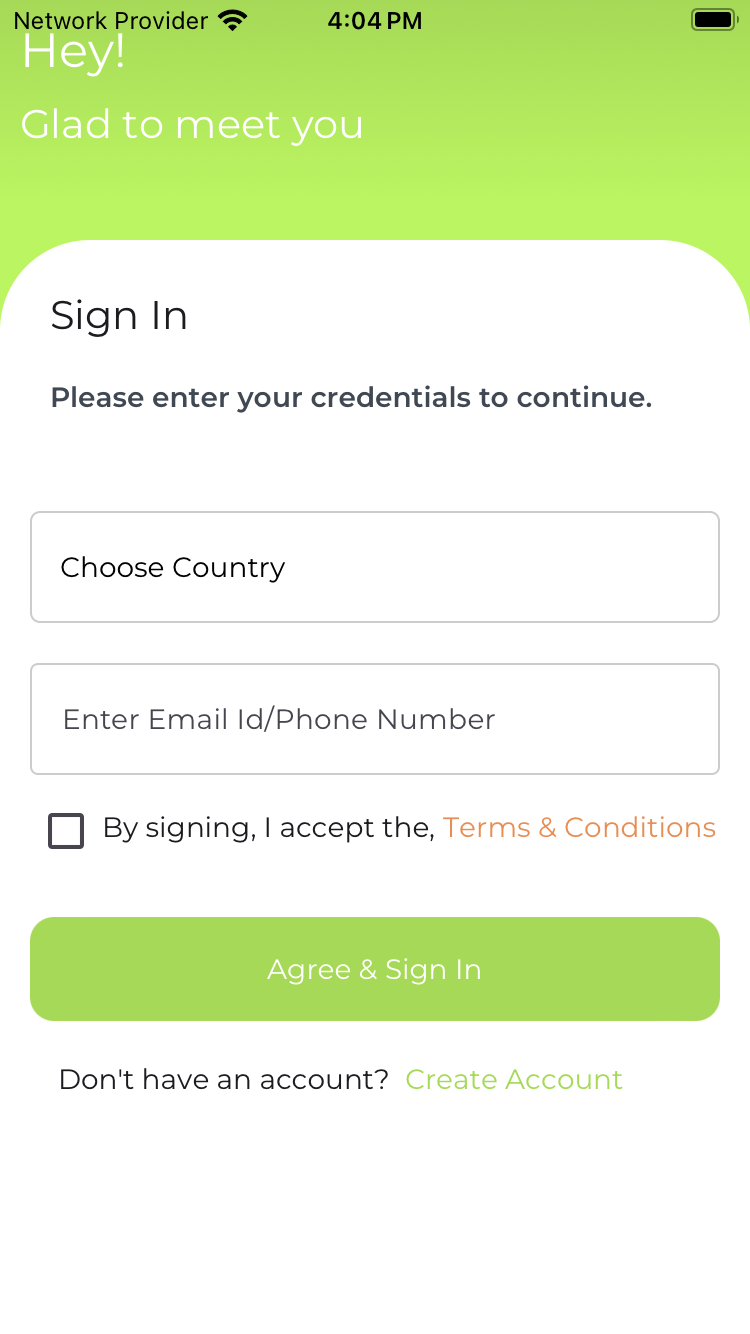 Network Provider 4:04 PM
Hey!
Glad to meet you
Sign In
Please enter your credentials to continue.
Choose Country
Enter Email Id/Phone Number
By signing, I accept the, Terms & Conditions
Agree & Sign In
Don't have an account? Create Account